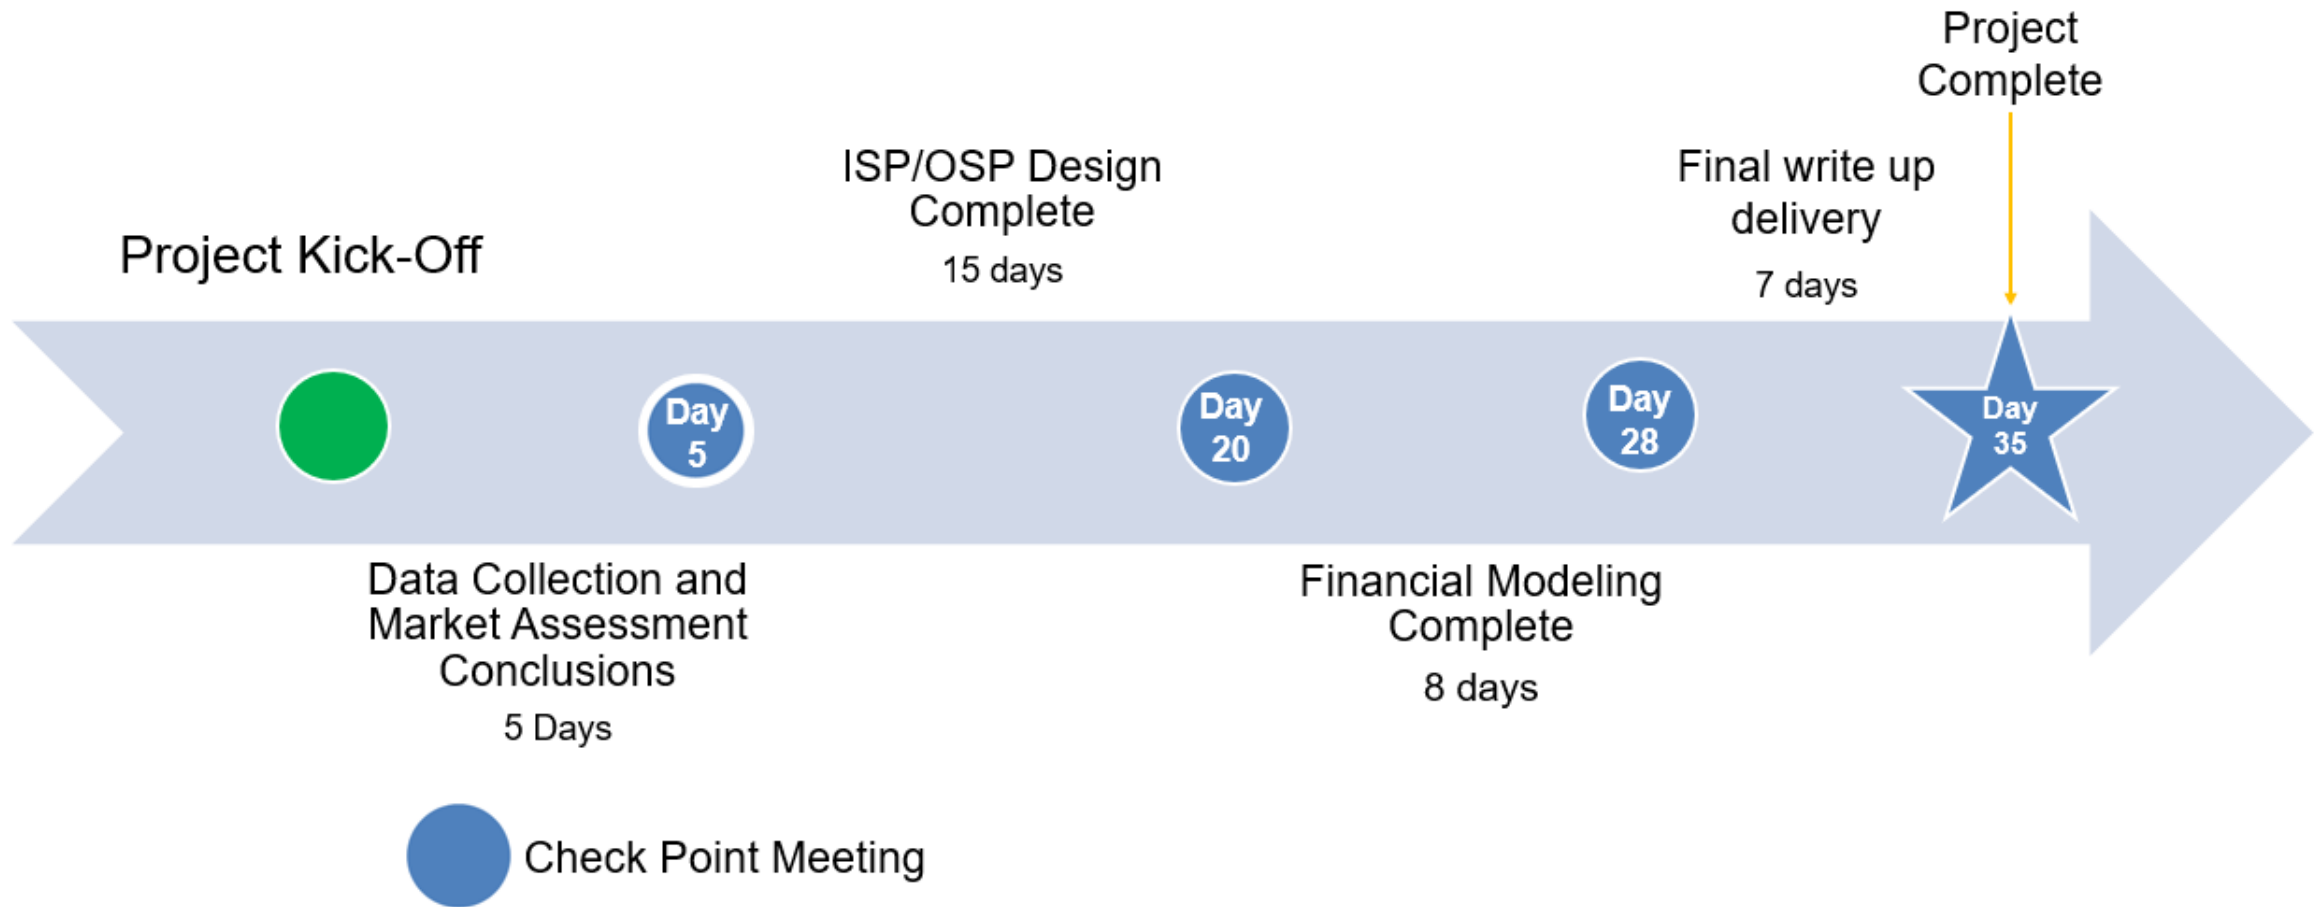 Project
Complete
ISP/OSP Design
Complete
15 days
Final write up
delivery
7 days
Project Kick-Off
Day
5
Day
20
Day
28
Day
35
Data Collection and
Market Assessment
Conclusions
5 Days
Financial Modeling
Complete
8 days
Check Point Meeting